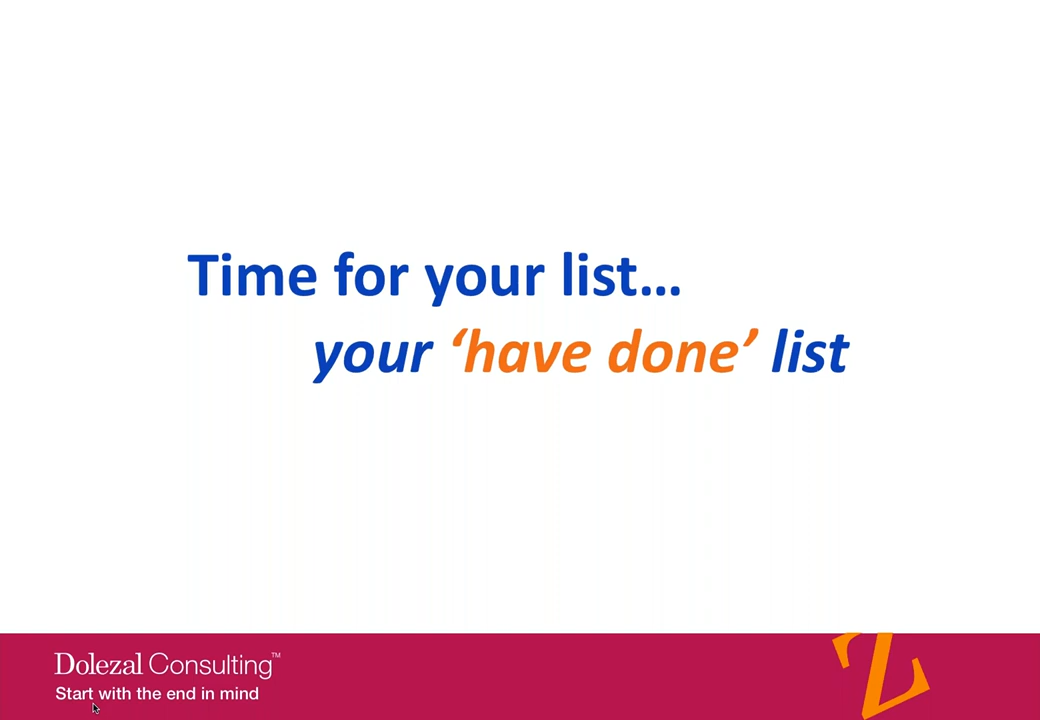 Time for your list…
your ‘have done’ list
Dolezal Consulting™
Start with the end in mind
Z